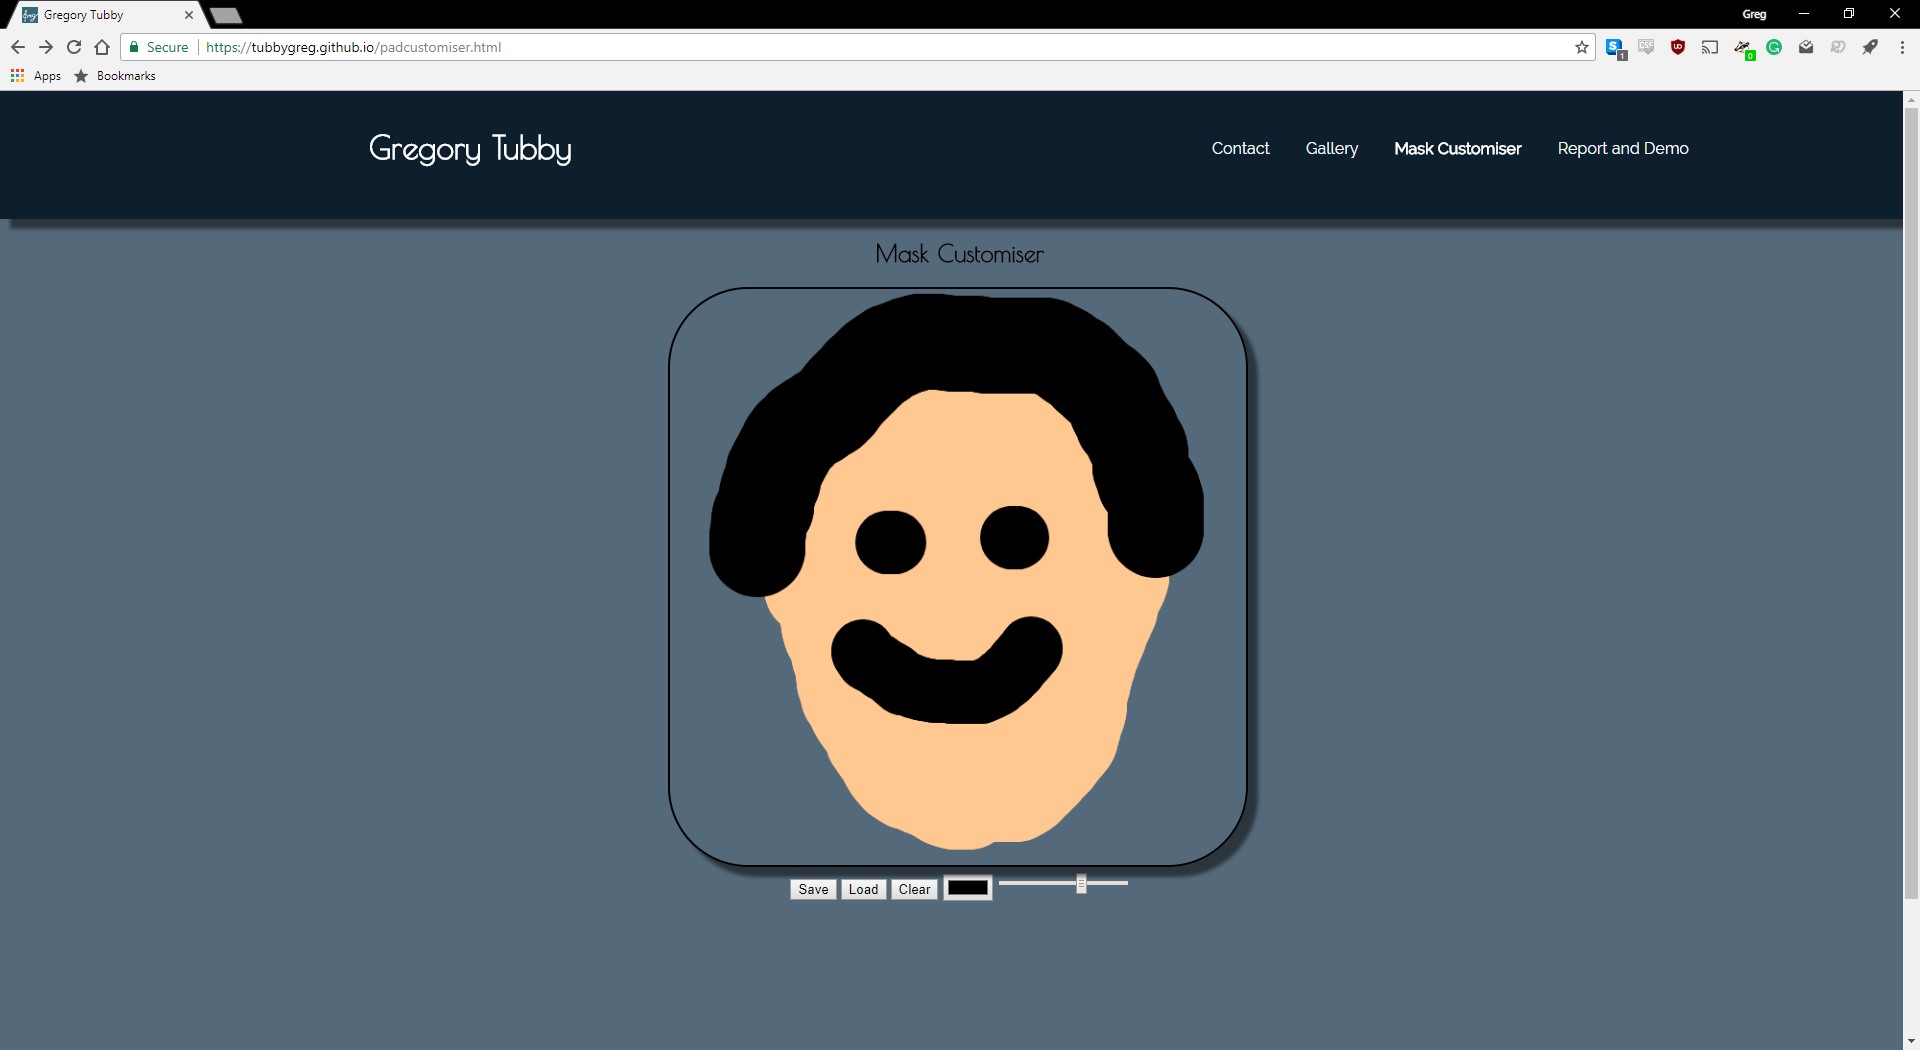 Gregory Tubby
Greg
Secure
https://tubbygreg.github.io/padcustomiser.html
Apps
Bookmarks
Gregory Tubby
Contact
Gallery
Mask Customiser
Report and Demo
Mask Customiser
Save
Load
Clear